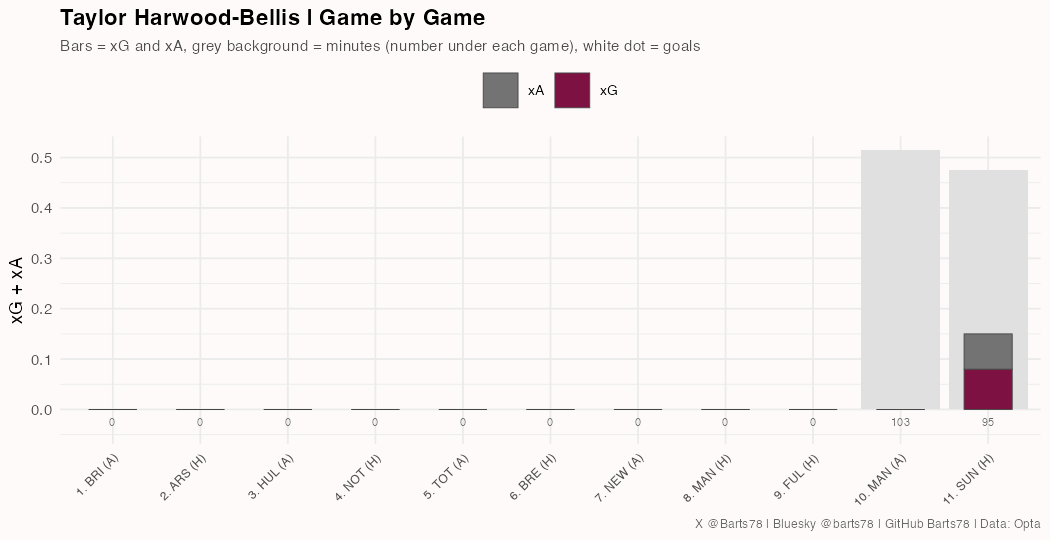 Taylor Harwood-Bellis | Game by Game
Bars = xG and xA, grey background = minutes (number under each game), white dot = goals
xA xG
xG + xA
0.5
0.4
0.3
0.2
0.1
0.0
0 0 0 0 0 0 0 0 0 103 95
1. BRI (A)
2. ARS (H)
3. HUL (A)
4. NOT (H)
5. TOT (A)
6. BRE (H)
7. NEW (A)
8. MAN (H)
9. FUL (H)
10. MAN (A)
11. SUN (H)
X @Barts78 | Bluesky @barts78 | GitHub Barts78 | Data: Opta